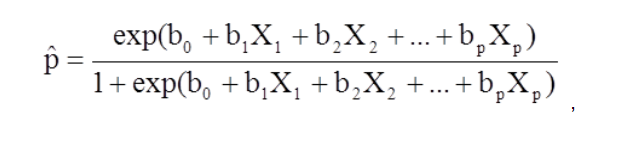 p̂ = exp(b₀ + b₁X₁ + b₂X₂ + ... + bₚXₚ) / 1 + exp(b₀ + b₁X₁ + b₂X₂ + ... + bₚXₚ) ,